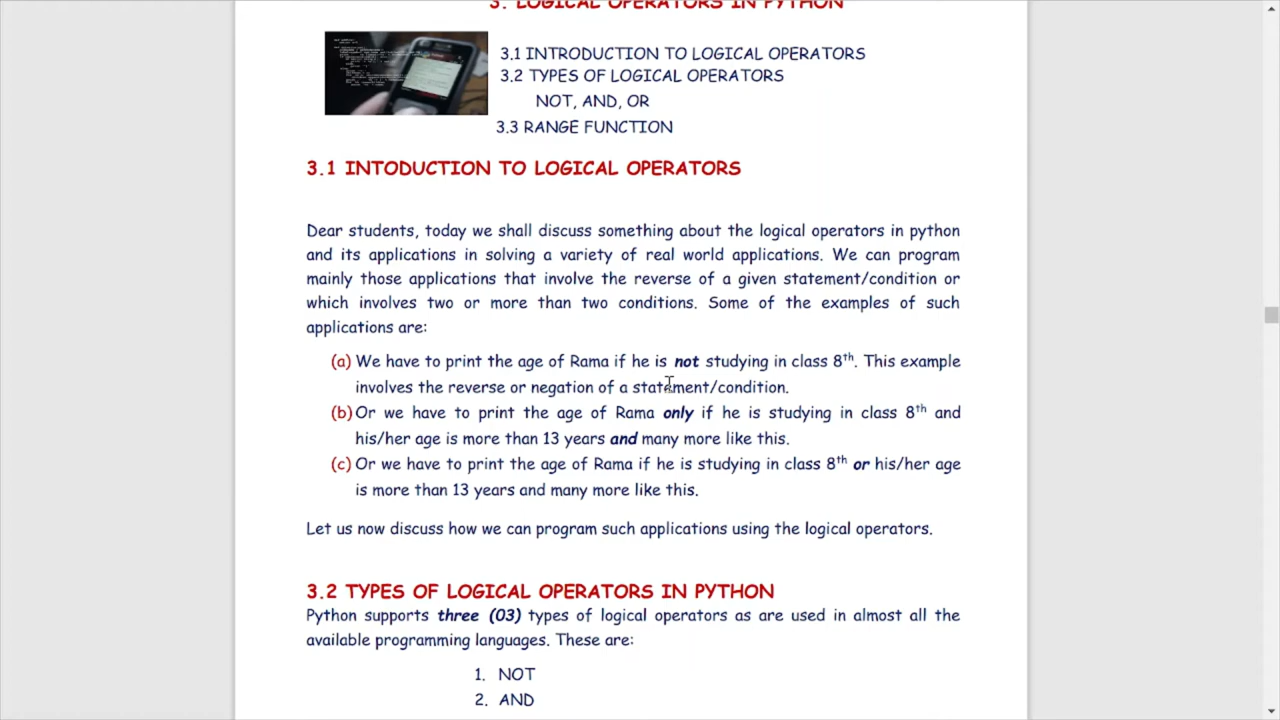 3. LOGICAL OPERATORS IN PYTHON
3.1 INTRODUCTION TO LOGICAL OPERATORS
3.2 TYPES OF LOGICAL OPERATORS
NOT, AND, OR
3.3 RANGE FUNCTION
3.1 INTODUCTION TO LOGICAL OPERATORS
Dear students, today we shall discuss something about the logical operators in python
and its applications in solving a variety of real world applications. We can program
mainly those applications that involve the reverse of a given statement/condition or
which involves two or more than two conditions. Some of the examples of such
applications are:
(a) We have to print the age of Rama if he is not studying in class 8th. This example
involves the reverse or negation of a statement/condition.
(b) Or we have to print the age of Rama only if he is studying in class 8th and
his/her age is more than 13 years and many more like this.
(c) Or we have to print the age of Rama if he is studying in class 8th or his/her age
is more than 13 years and many more like this.
Let us now discuss how we can program such applications using the logical operators.
3.2 TYPES OF LOGICAL OPERATORS IN PYTHON
Python supports three (03) types of logical operators as are used in almost all the
available programming languages. These are:
1. NOT
2. AND